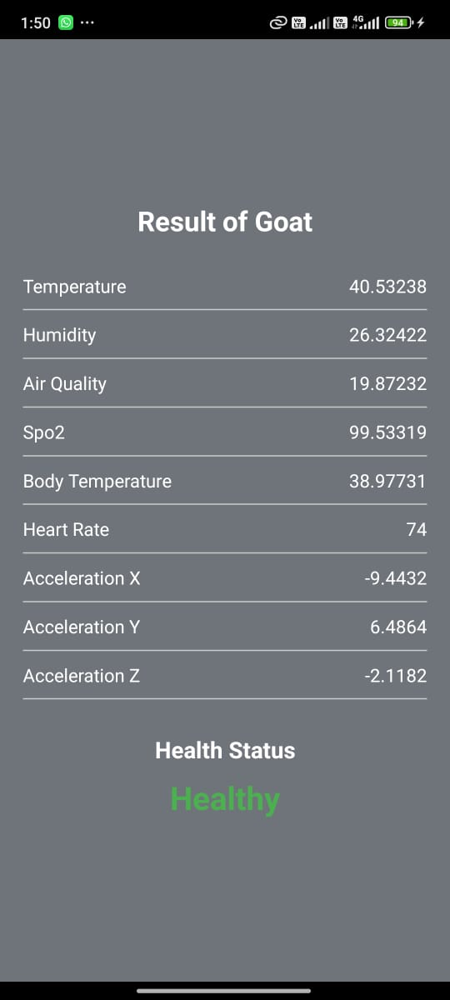 1:50 ... Vo LTE Vo LTE 4G 94
Result of Goat
Temperature 40.53238
Humidity 26.32422
Air Quality 19.87232
Spo2 99.53319
Body Temperature 38.97731
Heart Rate 74
Acceleration X -9.4432
Acceleration Y 6.4864
Acceleration Z -2.1182
Health Status
Healthy